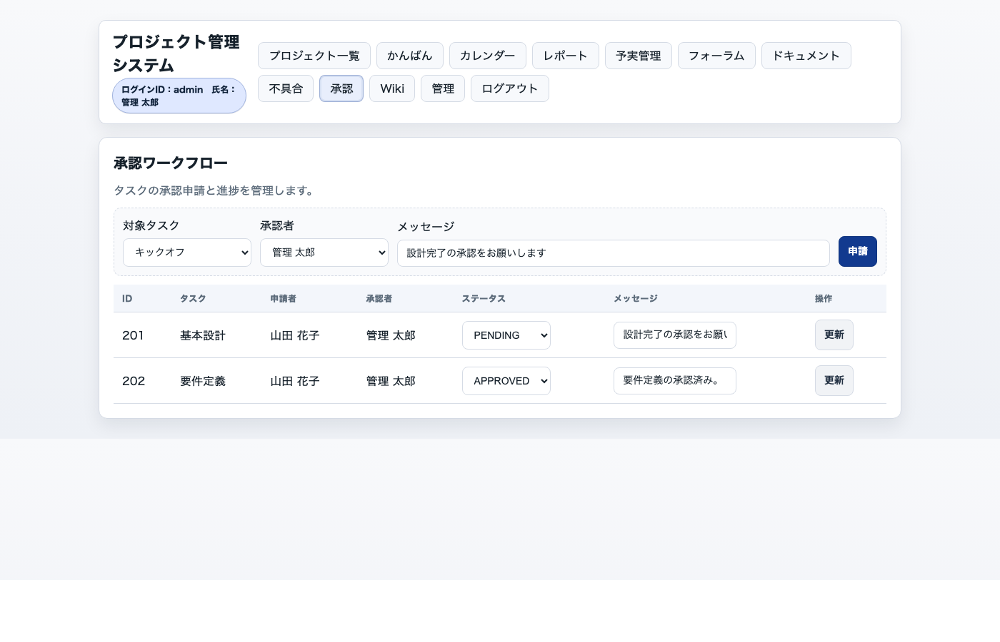 プロジェクト管理
システム
ログインID：admin 氏名：
管理 太郎
プロジェクト一覧 かんばん カレンダー レポート 予実管理 フォーラム ドキュメント
不具合 承認 Wiki 管理 ログアウト
承認ワークフロー
タスクの承認申請と進捗を管理します。
対象タスク 承認者 メッセージ
キックオフ 管理 太郎 設計完了の承認をお願いします 申請
ID タスク 申請者 承認者 ステータス メッセージ 操作
201 基本設計 山田 花子 管理 太郎 PENDING 設計完了の承認をお願い 更新
202 要件定義 山田 花子 管理 太郎 APPROVED 要件定義の承認済み。 更新